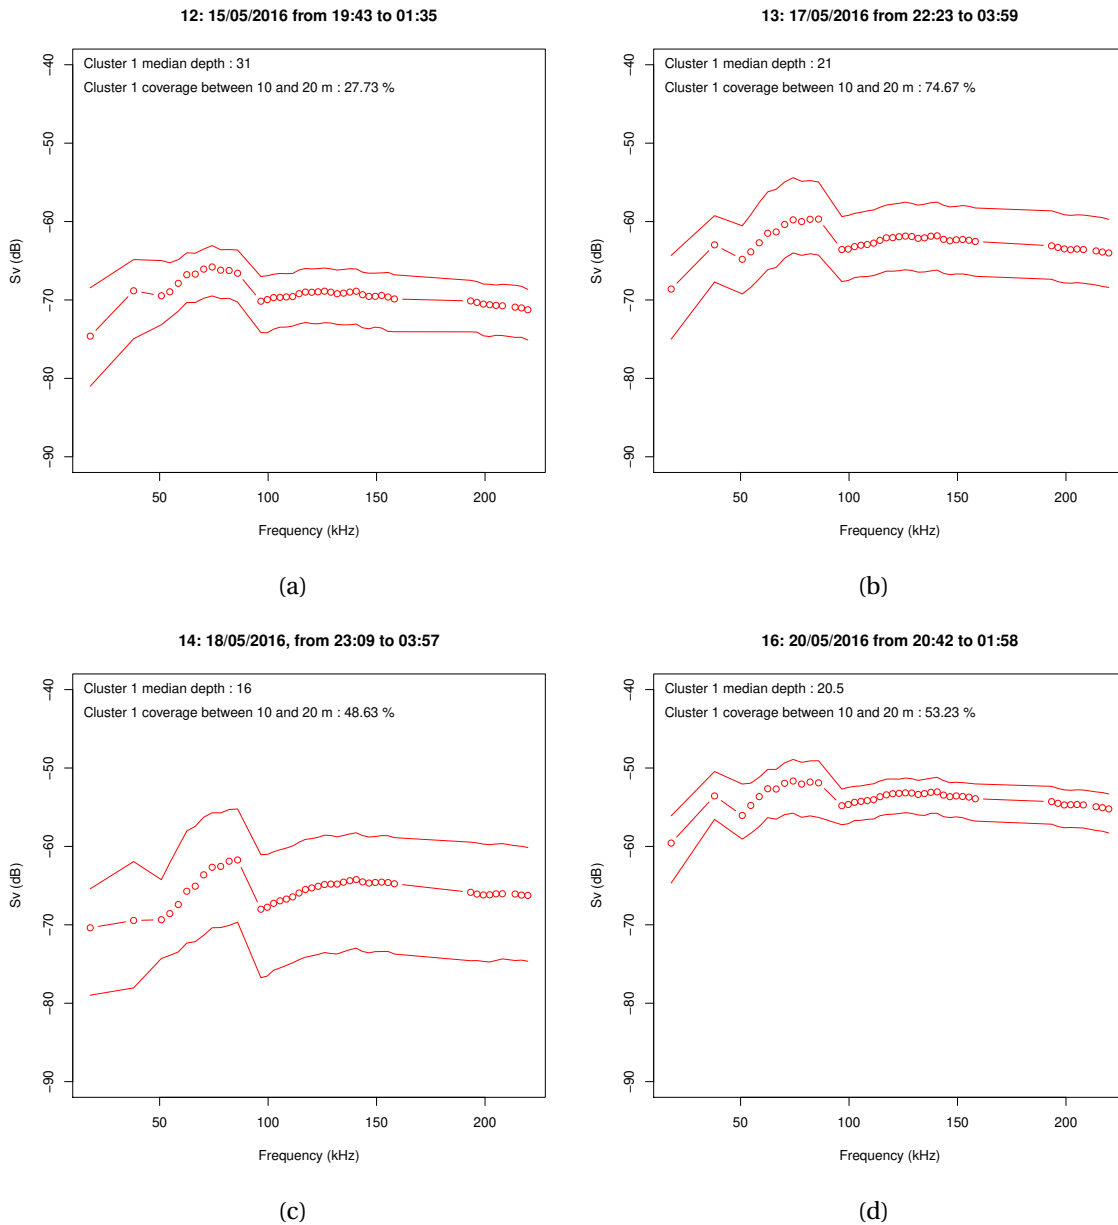 12: 15/05/2016 from 19:43 to 01:35
Cluster 1 median depth : 31
Cluster 1 coverage between 10 and 20 m : 27.73 %
Sv (dB)
−40
−50
−60
−70
−80
−90
50 100 150 200
Frequency (kHz)
(a)
13: 17/05/2016 from 22:23 to 03:59
Cluster 1 median depth : 21
Cluster 1 coverage between 10 and 20 m : 74.67 %
Sv (dB)
−40
−50
−60
−70
−80
−90
50 100 150 200
Frequency (kHz)
(b)
14: 18/05/2016, from 23:09 to 03:57
Cluster 1 median depth : 16
Cluster 1 coverage between 10 and 20 m : 48.63 %
Sv (dB)
−40
−50
−60
−70
−80
−90
50 100 150 200
Frequency (kHz)
(c)
16: 20/05/2016 from 20:42 to 01:58
Cluster 1 median depth : 20.5
Cluster 1 coverage between 10 and 20 m : 53.23 %
Sv (dB)
−40
−50
−60
−70
−80
−90
50 100 150 200
Frequency (kHz)
(d)